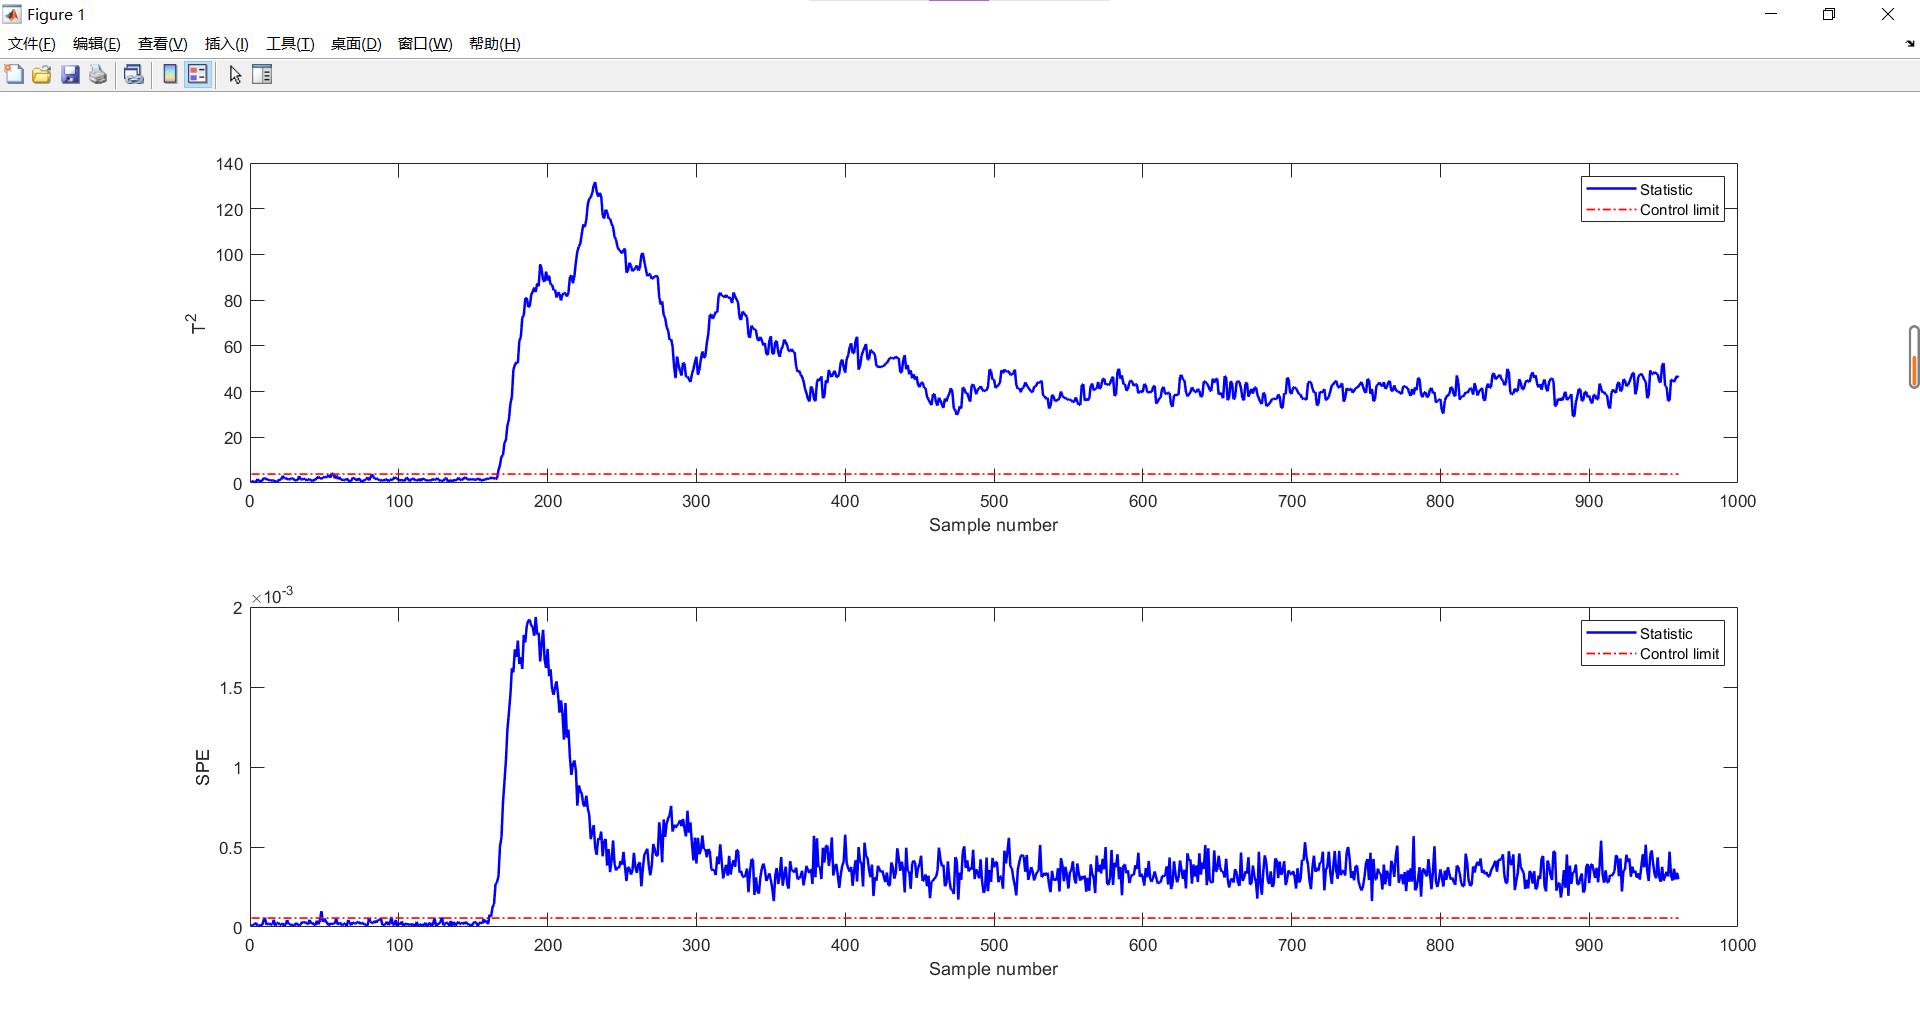 Figure 1
文件(F) 编辑(E) 查看(V) 插入(I) 工具(T) 桌面(D) 窗口(W) 帮助(H)
140
120
100
80
60
40
20
0
T2
0 100 200 300 400 500 600 700 800 900 1000
Sample number
Statistic
Control limit
×10-3
2
1.5
1
0.5
0
SPE
0 100 200 300 400 500 600 700 800 900 1000
Sample number
Statistic
Control limit